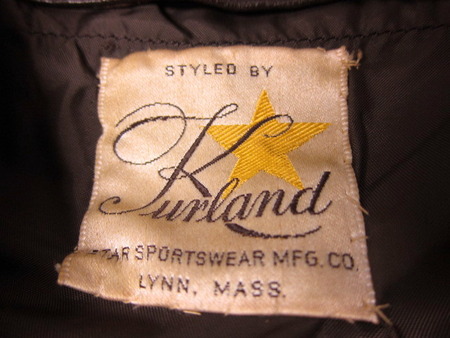 STYLED BY
Kurland
STAR SPORTSWEAR MFG. CO.
LYNN, MASS.